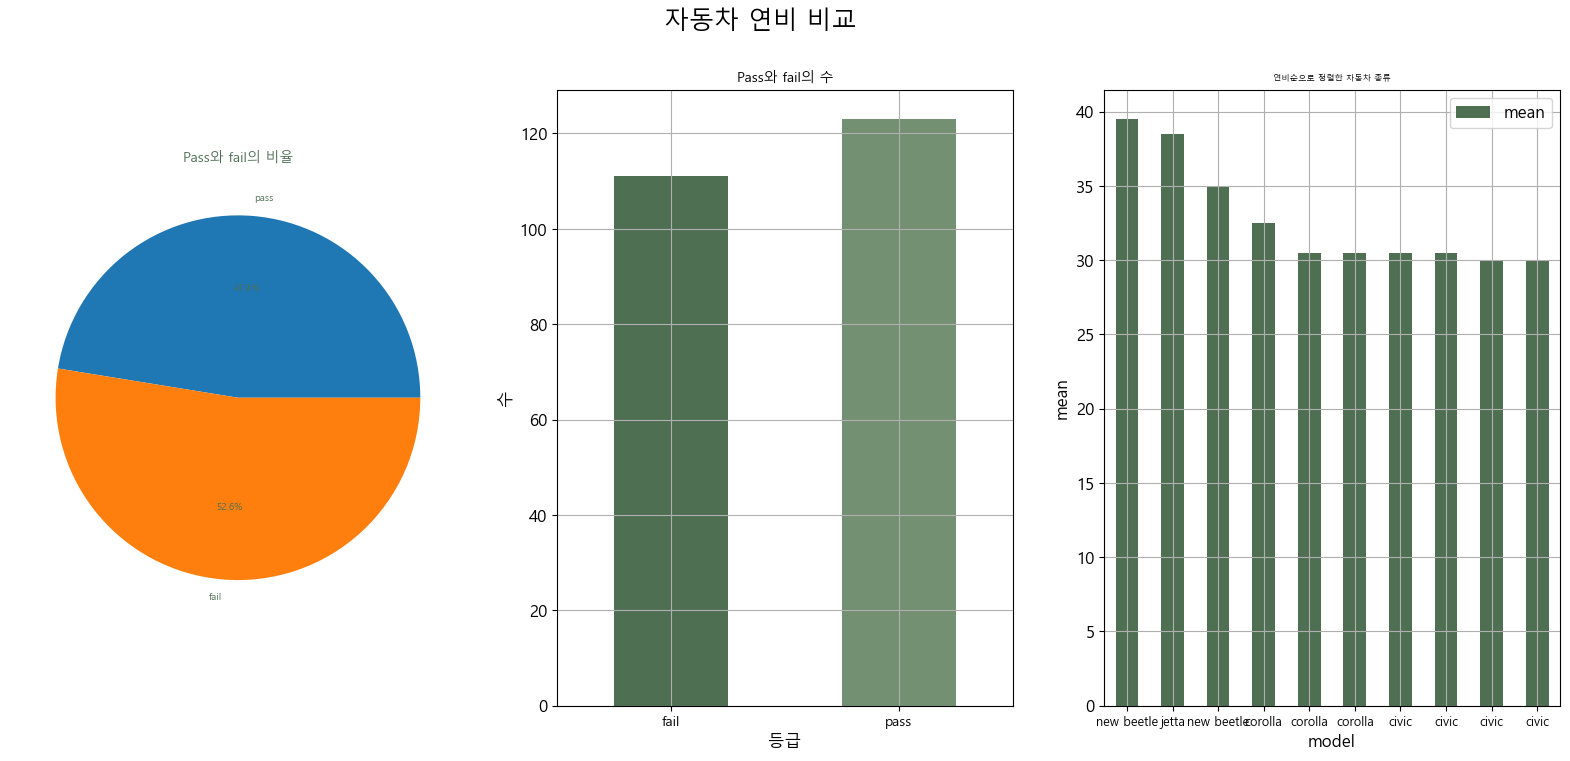 자동차 연비 비교
Pass와 fail의 비율
pass
52.6%
fail
Pass와 fail의 수
120
100
80
60
40
20
0
수
fail
pass
등급
연비순으로 정렬한 자동차 종류
mean
40
35
30
25
20
15
10
5
0
mean
new beetle
jetta
new beetle
corolla
corolla
corolla
civic
civic
civic
civic
model